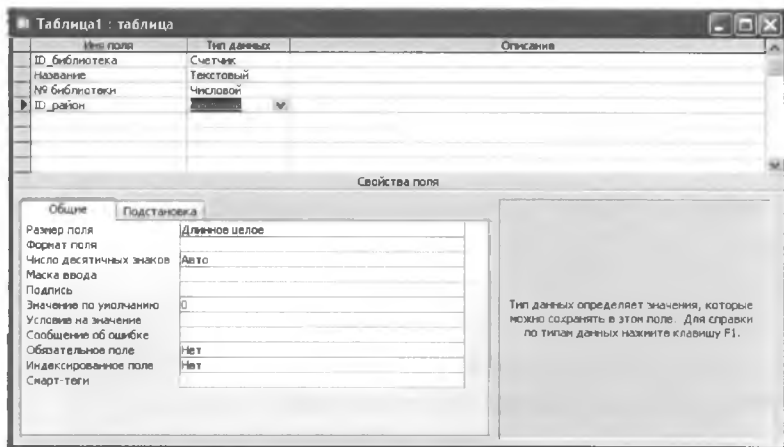 Таблица1 : таблица
Имя поля Тип данных Описание
ID_библиотека Счетчик
Название Текстовый
№ библиотеки Числовой
ID_район
Свойства поля
Общие Подстановка
Размер поля Длинное целое
Формат поля
Число десятичных знаков Авто
Маска ввода
Подпись
Значение по умолчанию 0
Условие на значение
Сообщение об ошибке
Обязательное поле Нет
Индексированное поле Нет
Смарт-теги
Тип данных определяет значения, которые
можно сохранять в этом поле. Для справки
по типам данных нажмите клавишу F1.